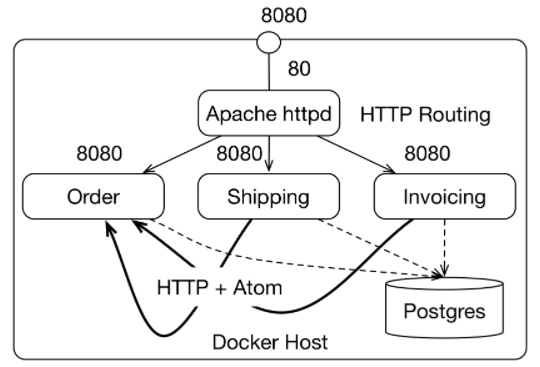 8080
80
Apache httpd
HTTP Routing
8080
8080
8080
Order
Shipping
Invoicing
HTTP + Atom
Postgres
Docker Host